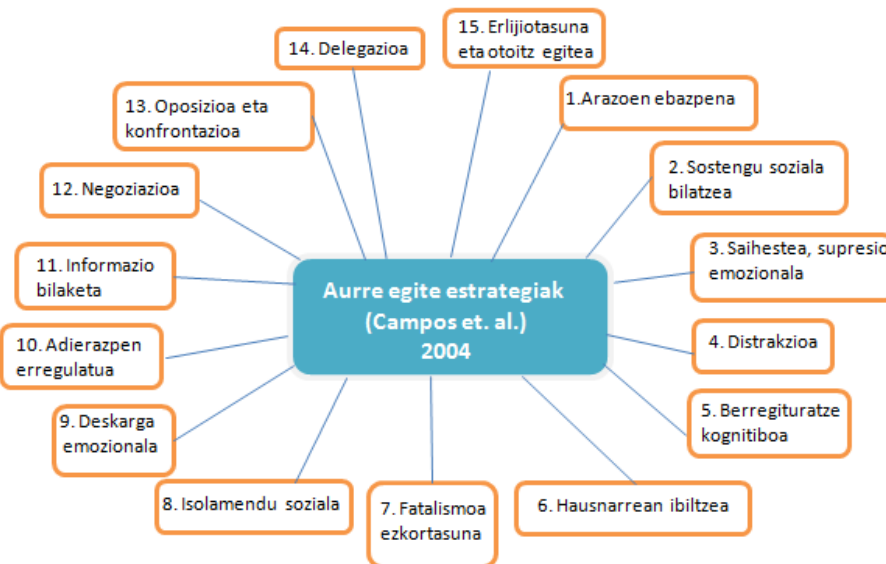 15. Erlijiotasuna
eta otoitz egitea
14. Delegazioa
1.Arazoen ebazpena
13. Oposizioa eta
konfrontazioa
2. Sostengu soziala
bilatzea
12. Negoziazioa
3. Saihestea, supresio
emozionala
11. Informazio
bilaketa
Aurre egite estrategiak
(Campos et. al.)
2004
10. Adierazpen
erregulatua
4. Distrakzioa
9. Deskarga
emozionala
5. Berregituratze
kognitiboa
8. Isolamendu soziala
7. Fatalismoa
ezkortasuna
6. Hausnarrean ibiltzea